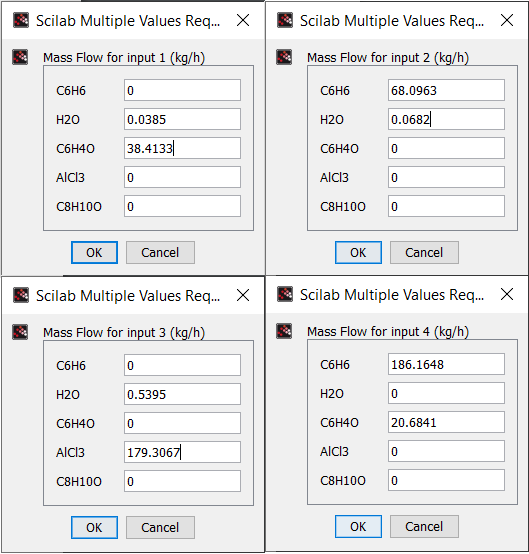 Scilab Multiple Values Req...
Mass Flow for input 1 (kg/h)
C6H6 0
H2O 0.0385
C6H4O 38.4133
AlCl3 0
C8H10O 0
OK Cancel
Scilab Multiple Values Req...
Mass Flow for input 2 (kg/h)
C6H6 68.0963
H2O 0.0682
C6H4O 0
AlCl3 0
C8H10O 0
OK Cancel
Scilab Multiple Values Req...
Mass Flow for input 3 (kg/h)
C6H6 0
H2O 0.5395
C6H4O 0
AlCl3 179.3067
C8H10O 0
OK Cancel
Scilab Multiple Values Req...
Mass Flow for input 4 (kg/h)
C6H6 186.1648
H2O 0
C6H4O 20.6841
AlCl3 0
C8H10O 0
OK Cancel